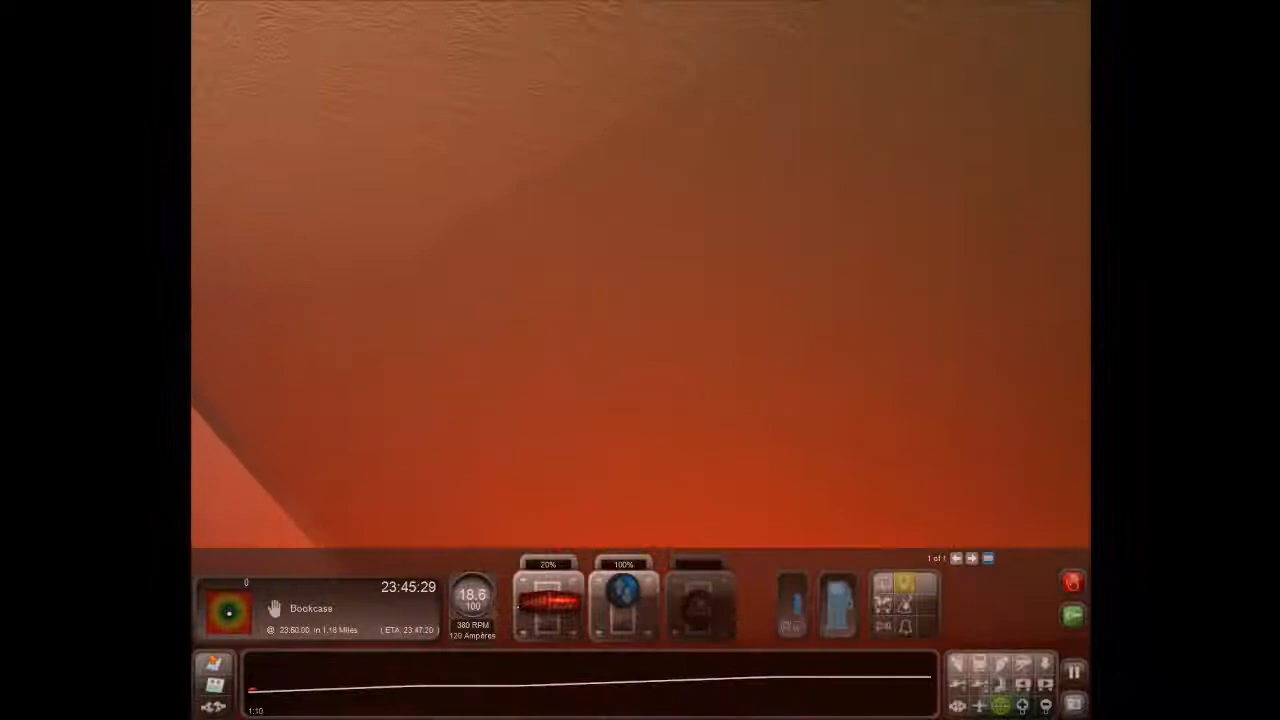 20%
100%
1 of 1
0
23:45:29
Bookcase
@ 23:50:00 in 1.16 Miles ( ETA: 23:47:20 )
18.6
100
380 RPM
120 Ampères
1:10